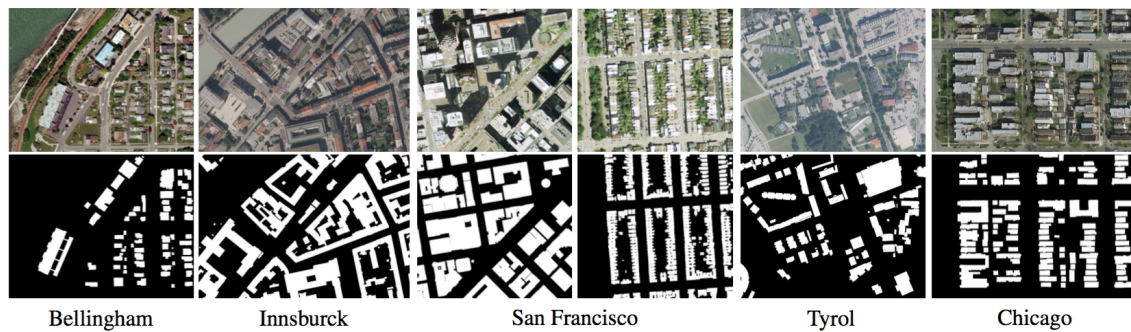 Bellingham
Innsburck
San Francisco
Tyrol
Chicago